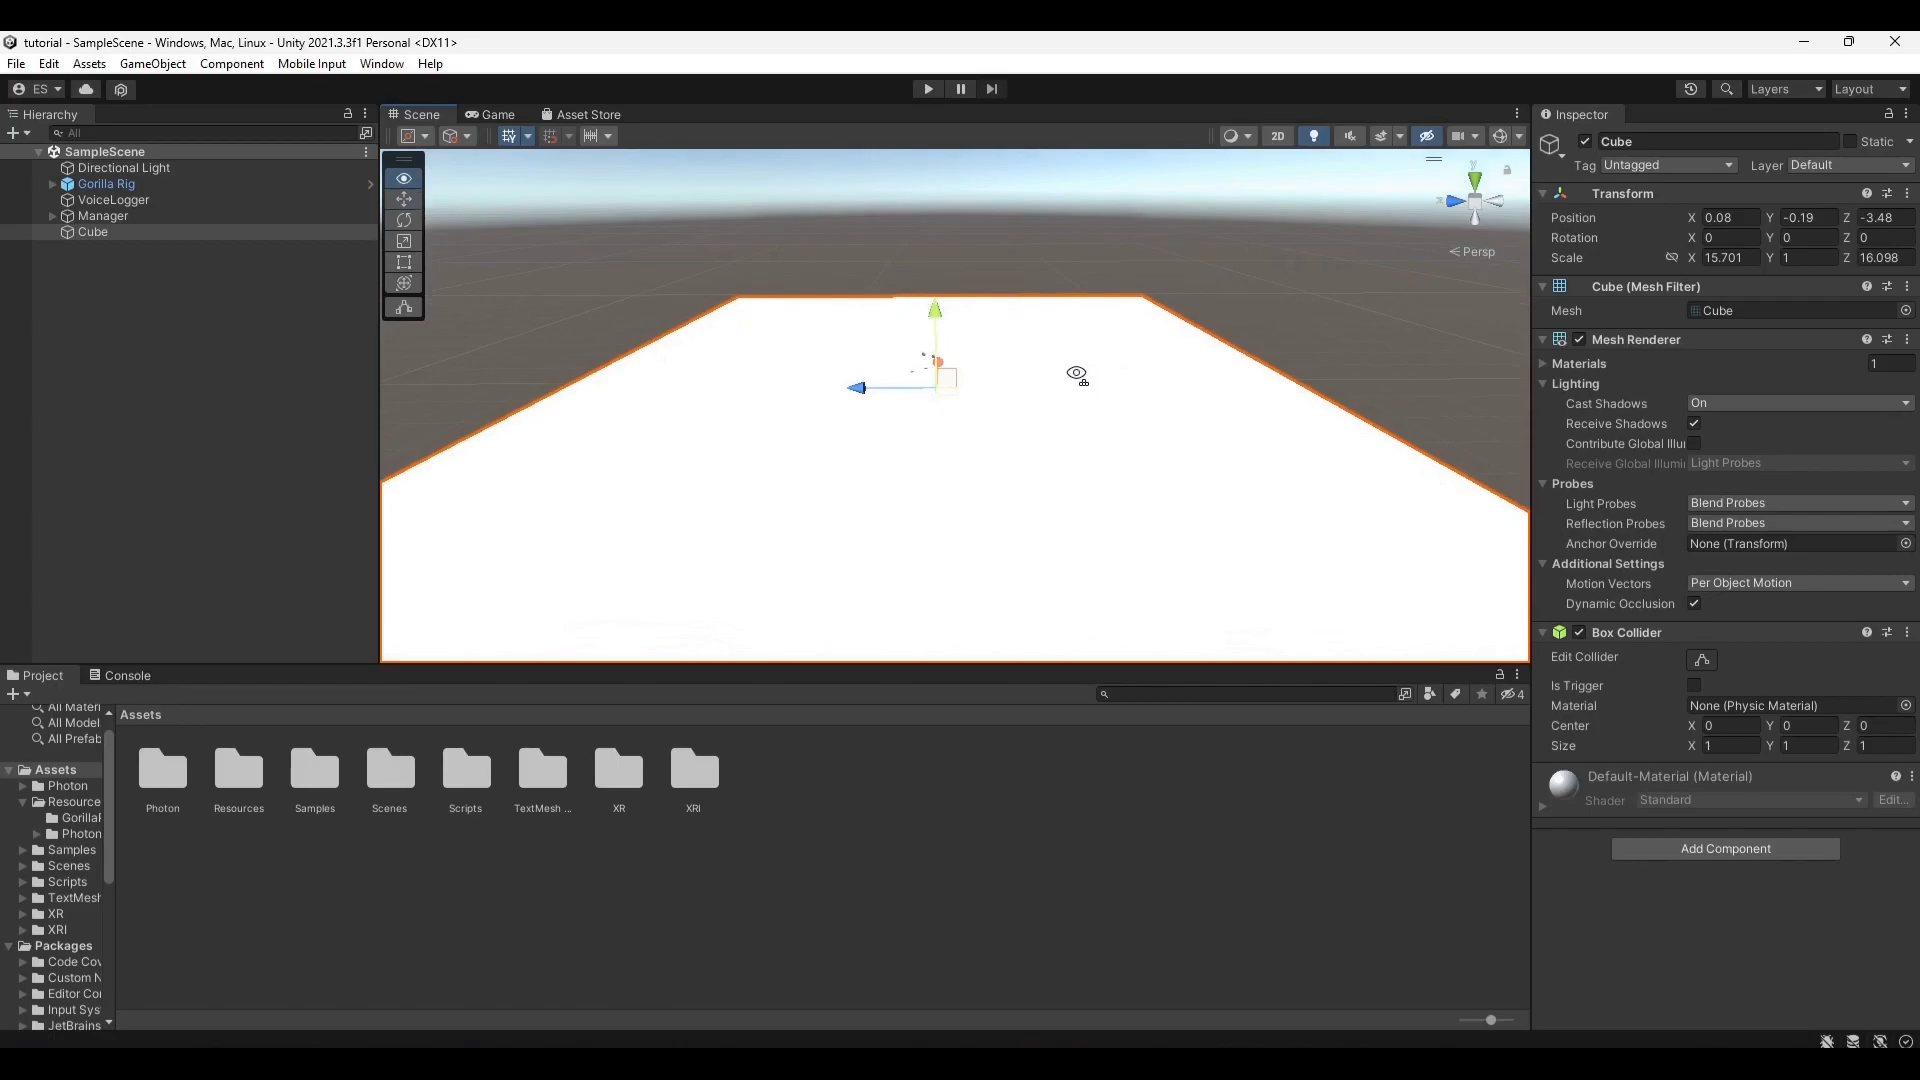 tutorial - SampleScene - Windows, Mac, Linux - Unity 2021.3.3f1 Personal <DX11>
File Edit Assets GameObject Component Mobile Input Window Help
ES Layers Layout
Hierarchy
All
SampleScene
Directional Light
Gorilla Rig
VoiceLogger
Manager
Cube
Scene Game Asset Store
2D
y
Persp
Inspector
Cube Static
Tag Untagged Layer Default
Transform
Position X 0.08 Y -0.19 Z -3.48
Rotation X 0 Y 0 Z 0
Scale X 15.701 Y 1 Z 16.098
Cube (Mesh Filter)
Mesh Cube
Mesh Renderer
Materials 1
Lighting
Cast Shadows On
Receive Shadows
Contribute Global Illu
Receive Global Illumi Light Probes
Probes
Light Probes Blend Probes
Reflection Probes Blend Probes
Anchor Override None (Transform)
Additional Settings
Motion Vectors Per Object Motion
Dynamic Occlusion
Box Collider
Edit Collider
Is Trigger
Material None (Physic Material)
Center X 0 Y 0 Z 0
Size X 1 Y 1 Z 1
Default-Material (Material)
Shader Standard Edit...
Add Component
Project Console
4
All Materi
All Model
All Prefab
Assets
Photon
Resource
Gorilla
Photon
Samples
Scenes
Scripts
TextMesh
XR
XRI
Packages
Code Cov
Custom N
Editor Cor
Input Sys
JetBrains
Assets
Photon Resources Samples Scenes Scripts TextMesh ... XR XRI